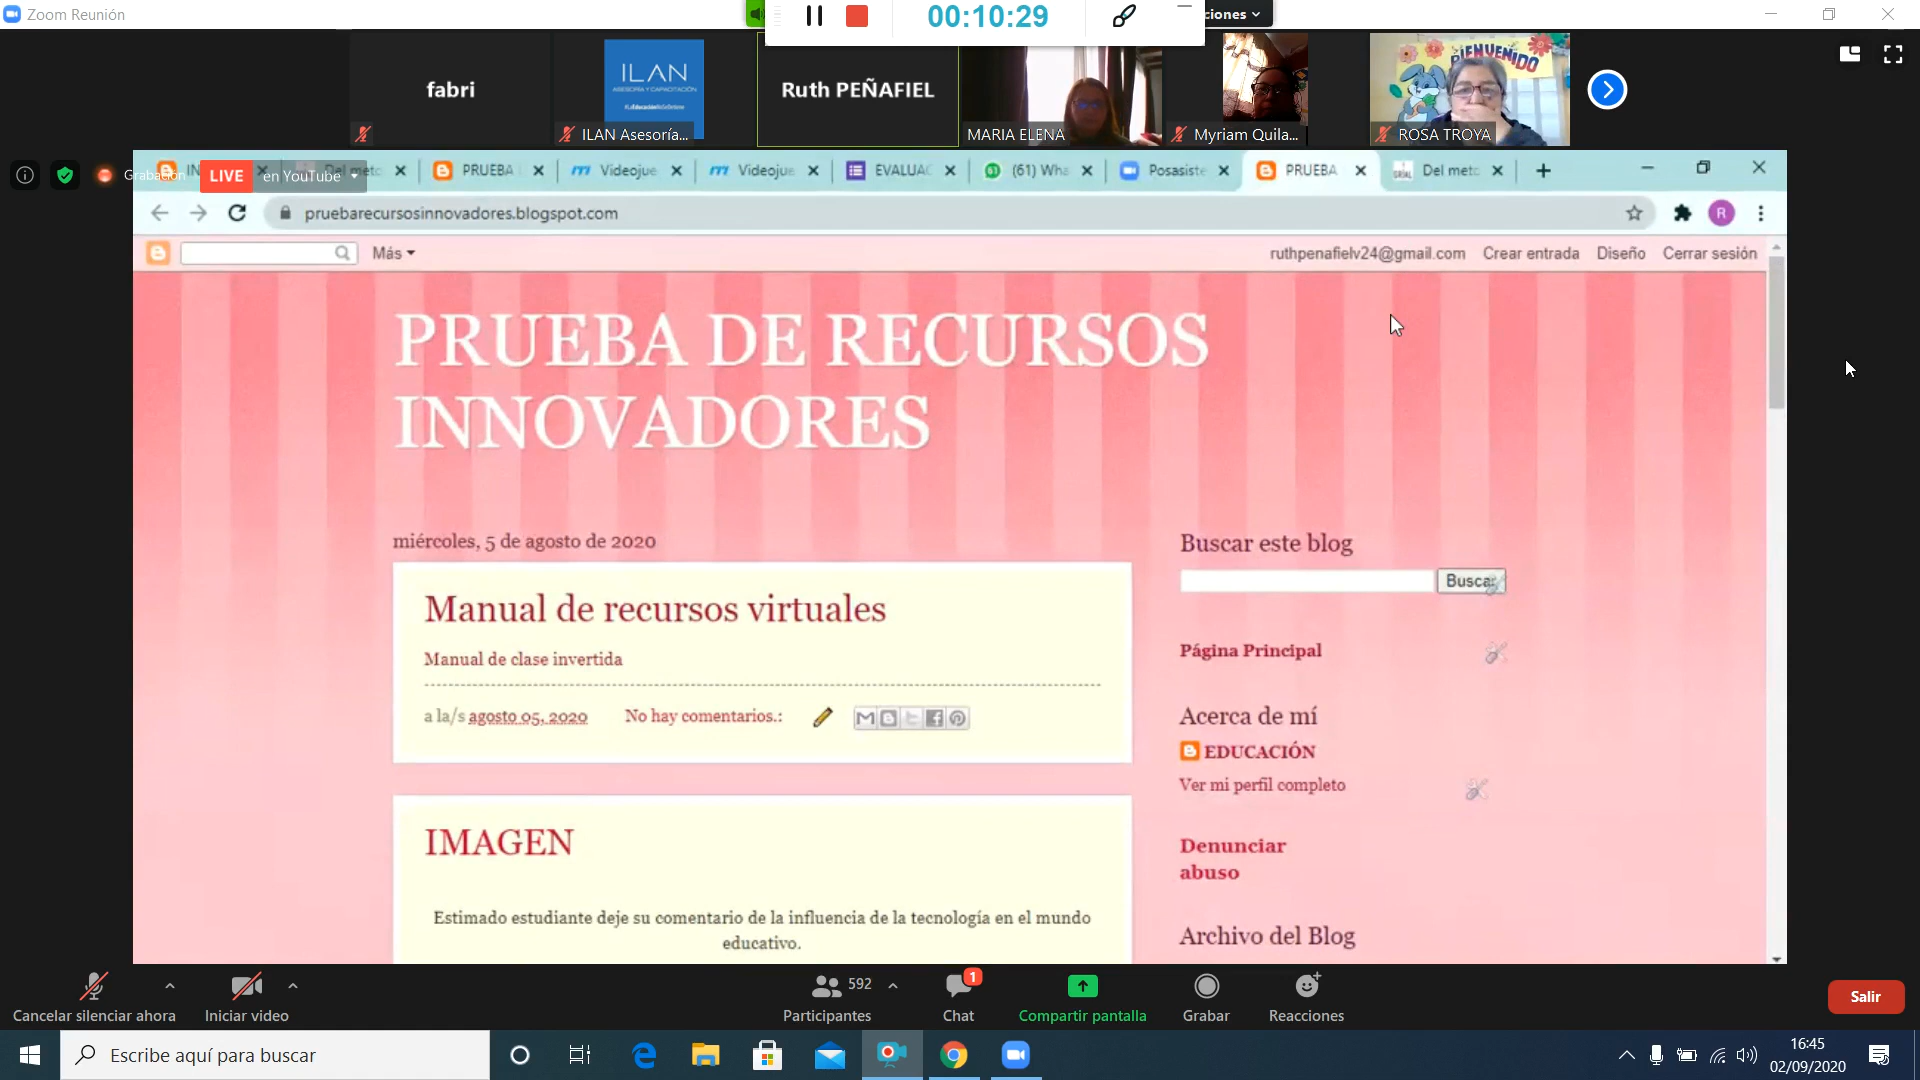 Zoom Reunión
00:10:29
ciones
fabri
ILAN
ASESORÍA Y CAPACITACIÓN
ILAN Asesoría...
Ruth PEÑAFIEL
MARIA ELENA
Myriam Quila...
BIENVENIDO
ROSA TROYA
Grabación
LIVE
en YouTube
Del meto
PRUEBA
Videojue
Videojue
EVALUAC
(61) Wha
Posasiste
PRUEBA
Del meto
pruebarecursosinnovadores.blogspot.com
R
Más
ruthpenafielv24@gmail.com
Crear entrada
Diseño
Cerrar sesión
PRUEBA DE RECURSOS
INNOVADORES
miércoles, 5 de agosto de 2020
Manual de recursos virtuales
Manual de clase invertida
a la/s agosto 05, 2020
No hay comentarios.:
IMAGEN
Estimado estudiante deje su comentario de la influencia de la tecnología en el mundo
educativo.
Buscar este blog
Buscar
Página Principal
Acerca de mí
EDUCACIÓN
Ver mi perfil completo
Denunciar
abuso
Archivo del Blog
Cancelar silenciar ahora
Iniciar video
592
Participantes
1
Chat
Compartir pantalla
Grabar
Reacciones
Salir
Escribe aquí para buscar
16:45
02/09/2020